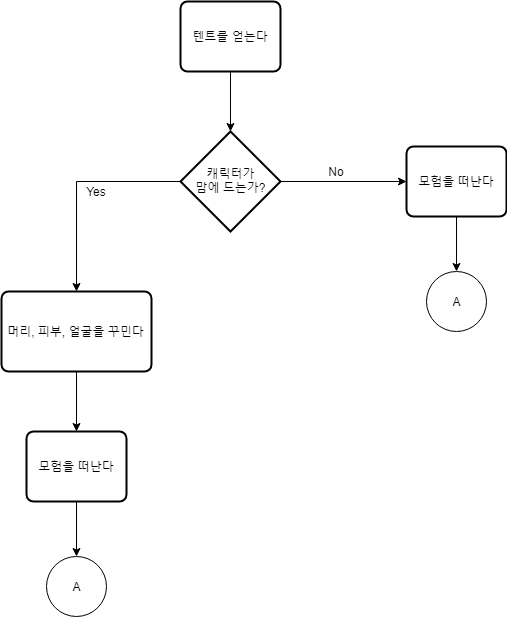 텐트를 얻는다
캐릭터가
맘에 드는가?
No
모험을 떠난다
Yes
A
머리, 피부, 얼굴을 꾸민다
모험을 떠난다
A